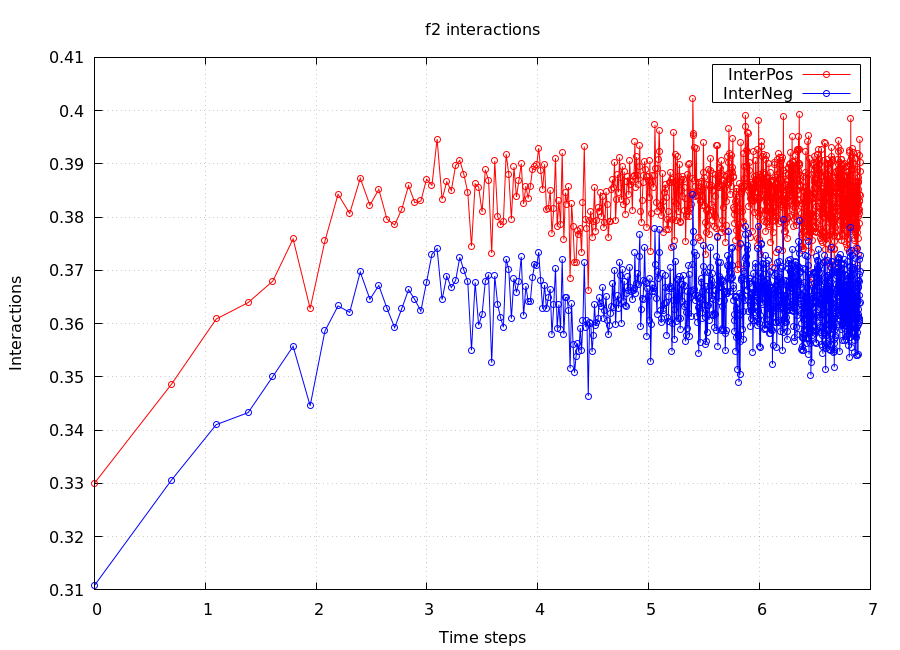 f2 interactions
InterPos
InterNeg
Interactions
0.41
0.4
0.39
0.38
0.37
0.36
0.35
0.34
0.33
0.32
0.31
0 1 2 3 4 5 6 7
Time steps